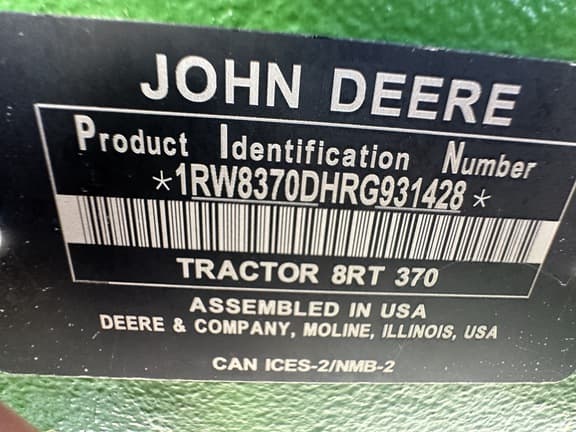 JOHN DEERE
Product Identification Number
*1RW8370DHRG931428*
TRACTOR 8RT 370
ASSEMBLED IN USA
DEERE & COMPANY, MOLINE, ILLINOIS, USA
CAN ICES-2/NMB-2